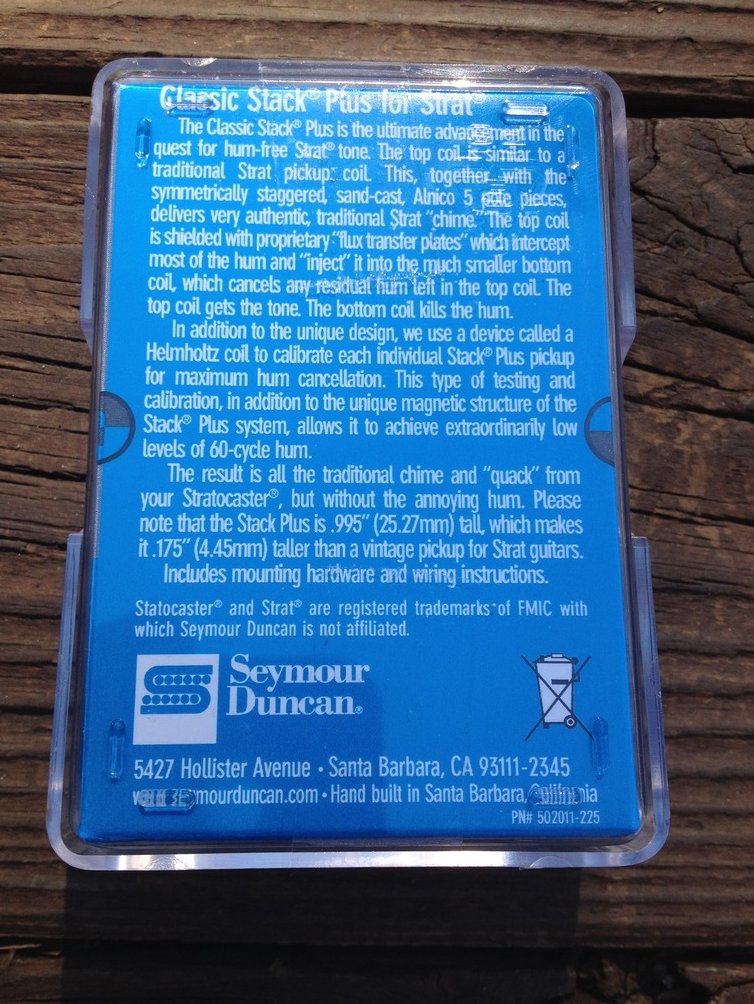 Classic Stack® Plus for Strat®
The Classic Stack® Plus is the ultimate advancement in the
quest for hum-free Strat® tone. The top coil is similar to a
traditional Strat pickup coil. This, together with the
symmetrically staggered, sand-cast, Alnico 5 pole pieces,
delivers very authentic, traditional Strat "chime." The top coil
is shielded with proprietary "flux transfer plates" which intercept
most of the hum and "inject" it into the much smaller bottom
coil, which cancels any residual hum left in the top coil. The
top coil gets the tone. The bottom coil kills the hum.
In addition to the unique design, we use a device called a
Helmholtz coil to calibrate each individual Stack® Plus pickup
for maximum hum cancellation. This type of testing and
calibration, in addition to the unique magnetic structure of the
Stack® Plus system, allows it to achieve extraordinarily low
levels of 60-cycle hum.
The result is all the traditional chime and "quack" from
your Stratocaster®, but without the annoying hum. Please
note that the Stack Plus is .995" (25.27mm) tall, which makes
it .175" (4.45mm) taller than a vintage pickup for Strat guitars.
Includes mounting hardware and wiring instructions.
Statocaster® and Strat® are registered trademarks of FMIC with
which Seymour Duncan is not affiliated.
Seymour
Duncan®
5427 Hollister Avenue • Santa Barbara, CA 93111-2345
www.seymourduncan.com • Hand built in Santa Barbara, California
PN# 502011-225